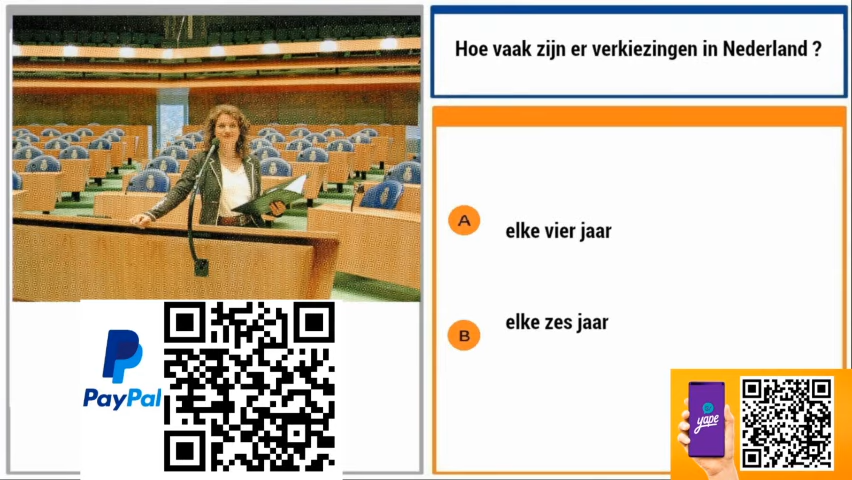 Hoe vaak zijn er verkiezingen in Nederland ?
A
elke vier jaar
B
elke zes jaar
PayPal
yape